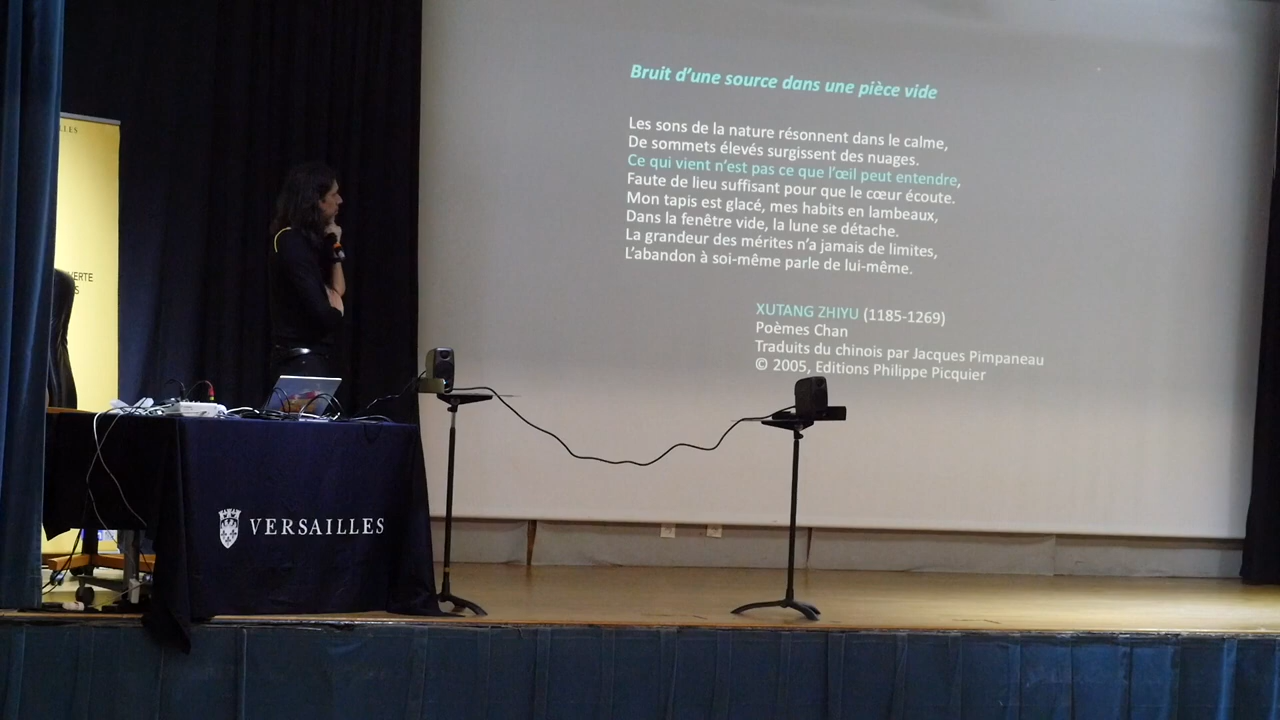 Bruit d'une source dans une pièce vide
Les sons de la nature résonnent dans le calme,
De sommets élevés surgissent des nuages.
Ce qui vient n'est pas ce que l'œil peut entendre,
Faute de lieu suffisant pour que le cœur écoute.
Mon tapis est glacé, mes habits en lambeaux,
Dans la fenêtre vide, la lune se détache.
La grandeur des mérites n'a jamais de limites,
L'abandon à soi-même parle de lui-même.
XUTANG ZHIYU (1185-1269)
Poèmes Chan
Traduits du chinois par Jacques Pimpaneau
© 2005, Editions Philippe Picquier
VERSAILLES